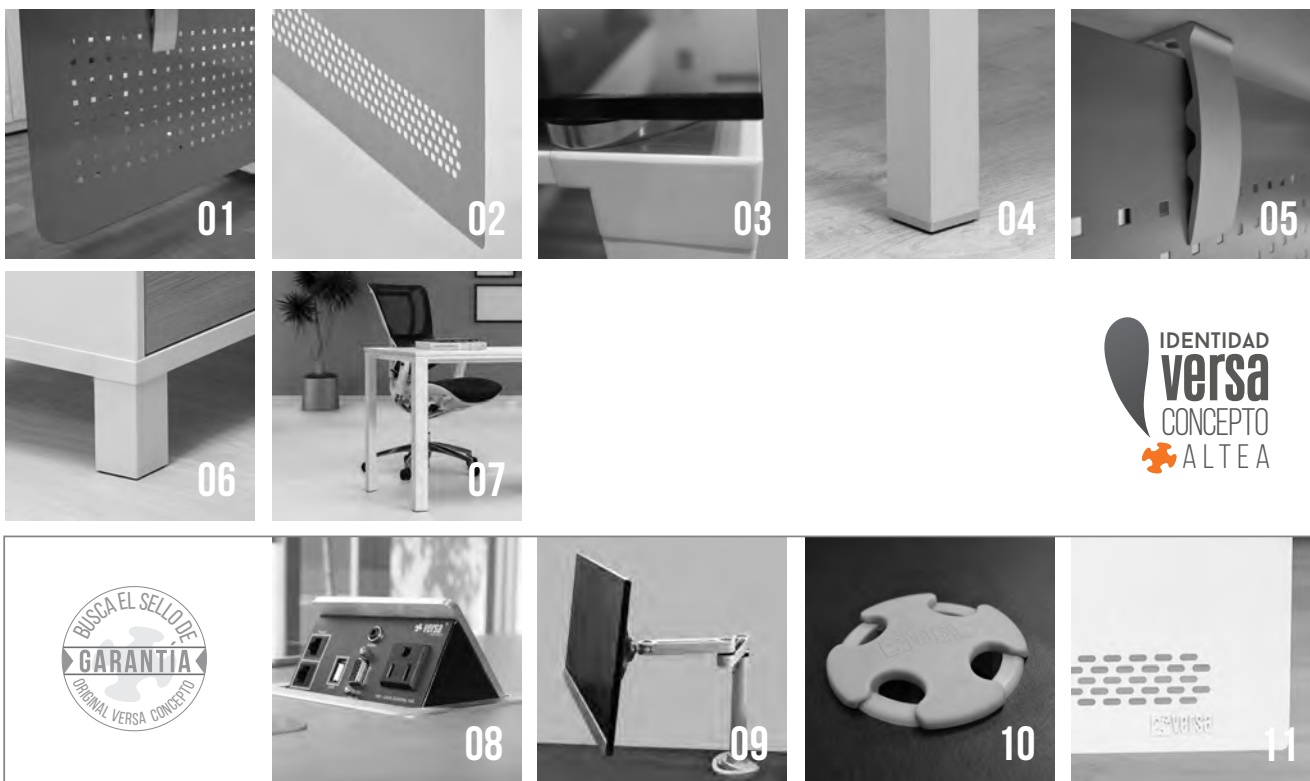 01
02
03
04
05
06
07
IDENTIDAD
versa
CONCEPTO
ALTEA
BUSCA EL SELLO DE
GARANTÍA
ORIGINAL VERSA CONCEPTO
versa
08
09
10
versa
11